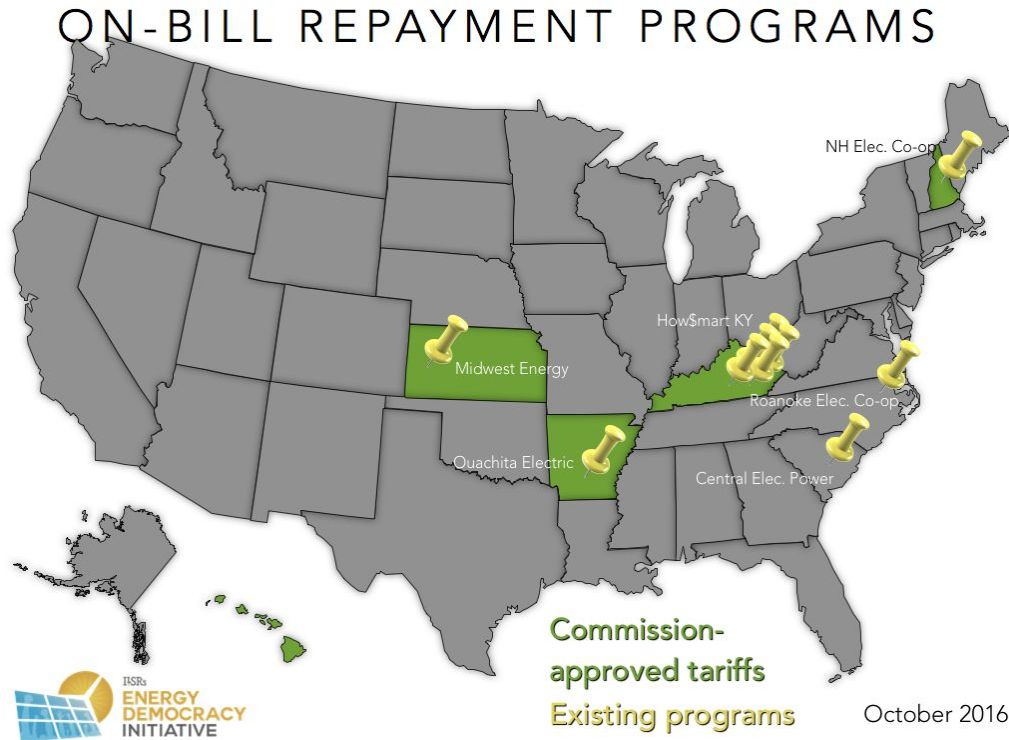 ON-BILL REPAYMENT PROGRAMS
NH Elec. Co-op
How$mart KY
Midwest Energy
Roanoke Elec. Co-op
Ouachita Electric
Central Elec. Power
Commission-
approved tariffs
Existing programs
October 2016
ILSRs
ENERGY
DEMOCRACY
INITIATIVE